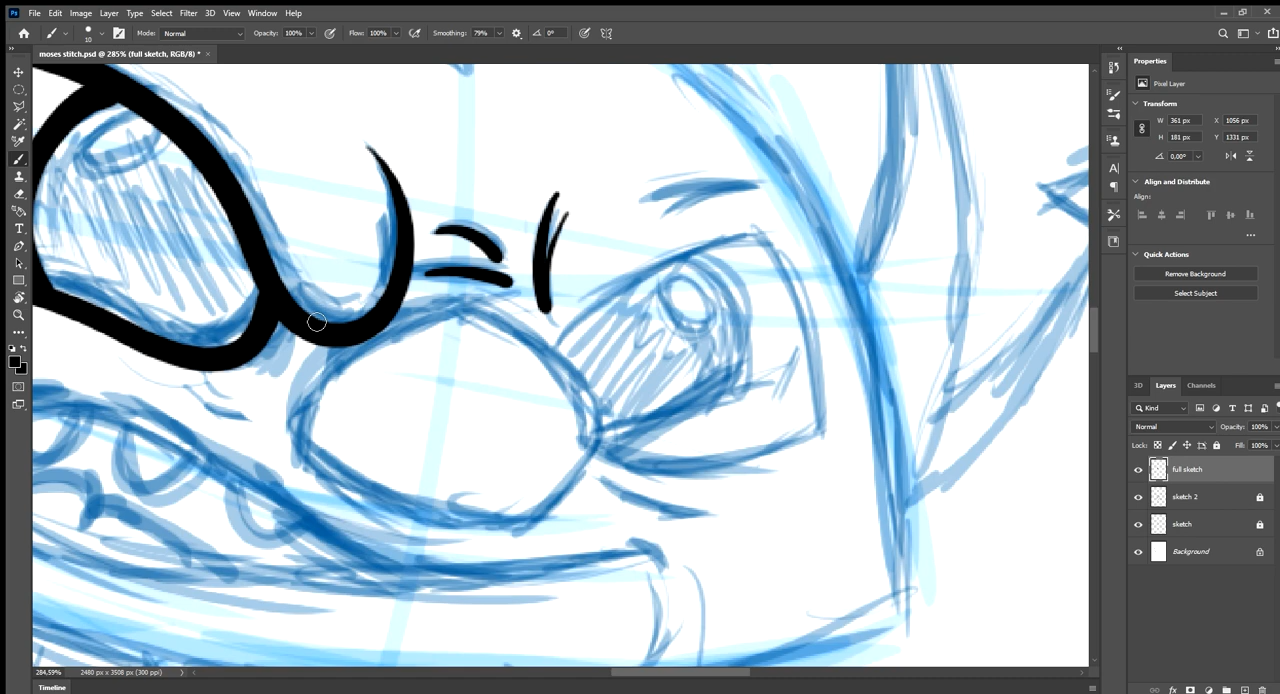 Ps File Edit Image Layer Type Select Filter 3D View Window Help
10 Mode: Normal Opacity: 100% Flow: 100% Smoothing: 79% 0°
moses stitch.psd @ 285% (full sketch, RGB/8) * ×
Properties
Pixel Layer
Transform
W 361 px X 1056 px
H 181 px Y 1331 px
0,00°
Align and Distribute
Align:
Quick Actions
Remove Background
Select Subject
3D Layers Channels
Kind
Normal Opacity: 100%
Lock: Fill: 100%
full sketch
sketch 2
sketch
Background
284,59% 2480 px x 3508 px (300 ppi)
Timeline
fx